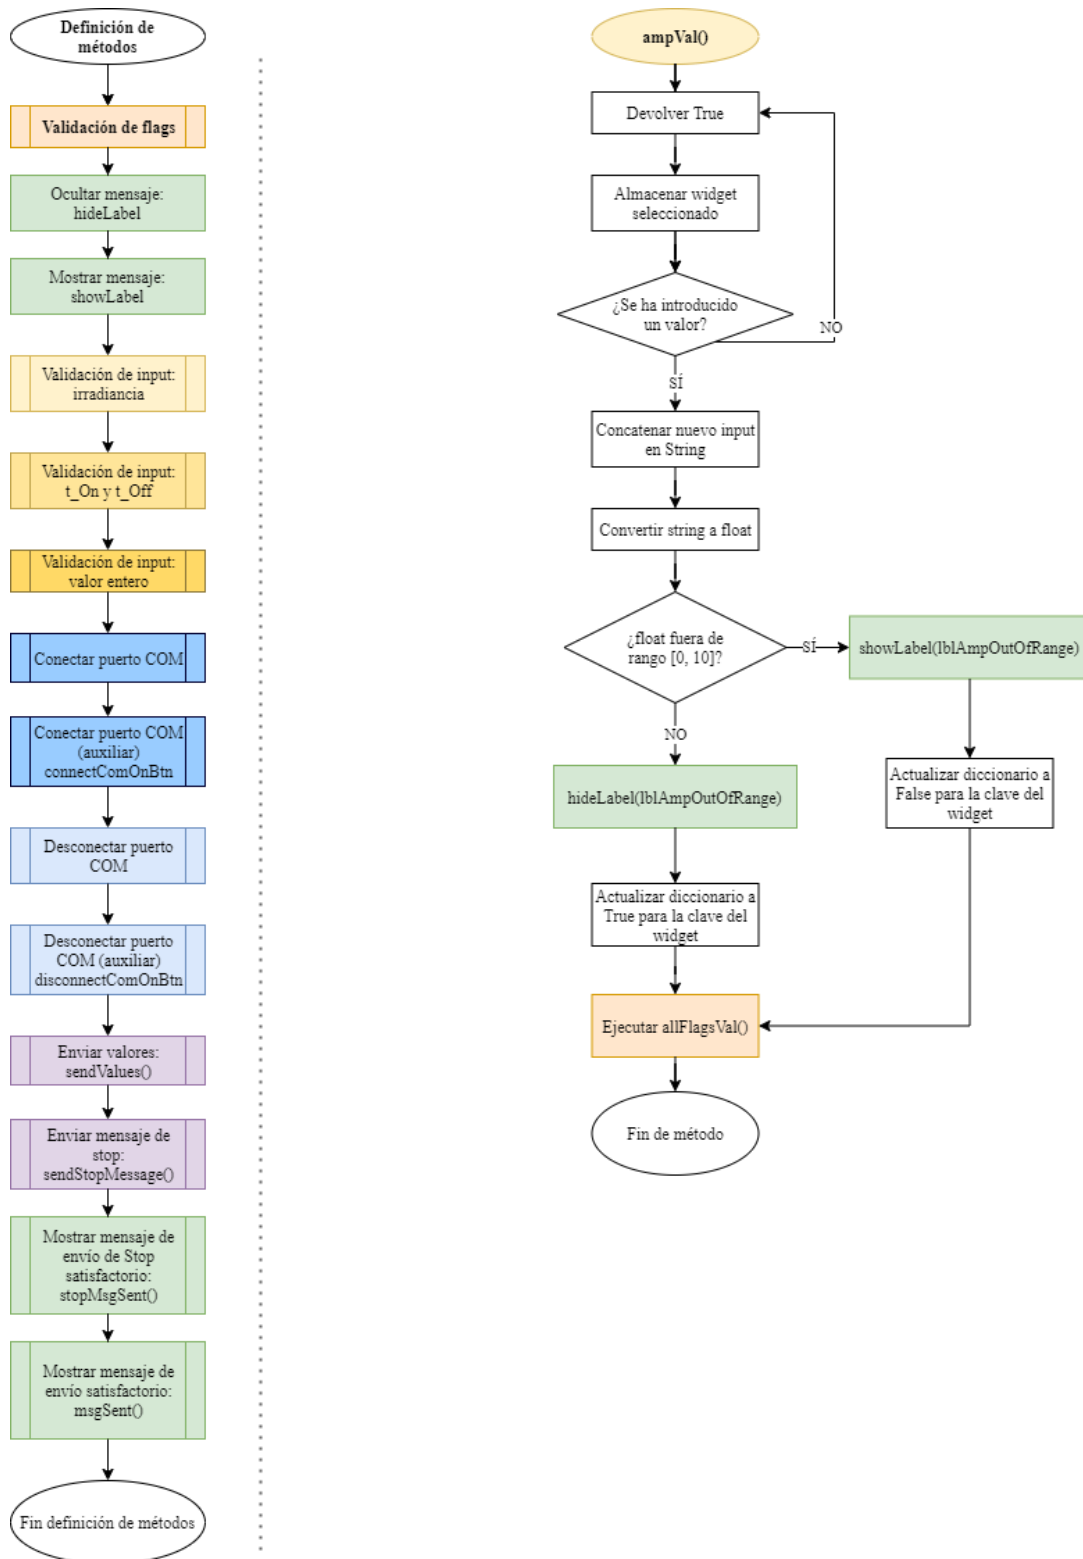 Definición de
métodos
Validación de flags
Ocultar mensaje:
hideLabel
Mostrar mensaje:
showLabel
Validación de input:
irradiancia
Validación de input:
t_On y t_Off
Validación de input:
valor entero
Conectar puerto COM
Conectar puerto COM
(auxiliar)
connectComOnBtn
Desconectar puerto
COM
Desconectar puerto
COM (auxiliar)
disconnectComOnBtn
Enviar valores:
sendValues()
Enviar mensaje de
stop:
sendStopMessage()
Mostrar mensaje de
envío de Stop
satisfactorio:
stopMsgSent()
Mostrar mensaje de
envío satisfactorio:
msgSent()
Fin definición de métodos
ampVal()
Devolver True
Almacenar widget
seleccionado
¿Se ha introducido
un valor?
NO
SÍ
Concatenar nuevo input
en String
Convertir string a float
¿float fuera de
rango [0, 10]?
SÍ
showLabel(lblAmpOutOfRange)
NO
hideLabel(lblAmpOutOfRange)
Actualizar diccionario a
False para la clave del
widget
Actualizar diccionario a
True para la clave del
widget
Ejecutar allFlagsVal()
Fin de método